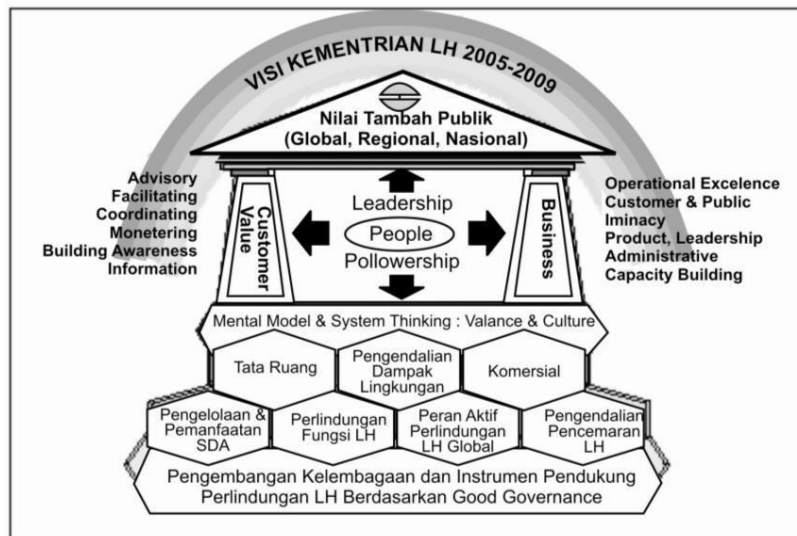 VISI KEMENTRIAN LH 2005-2009
Nilai Tambah Publik
(Global, Regional, Nasional)
Advisory
Facilitating
Coordinating
Monetering
Building Awareness
Information
Customer
Value
Leadership
People
Pollowership
Business
Operational Excelence
Customer & Public
Iminacy
Product, Leadership
Administrative
Capacity Building
Mental Model & System Thinking : Valance & Culture
Tata Ruang
Pengendalian
Dampak
Lingkungan
Komersial
Pengelolaan &
Pemanfaatan
SDA
Perlindungan
Fungsi LH
Peran Aktif
Perlindungan
LH Global
Pengendalian
Pencemaran
LH
Pengembangan Kelembagaan dan Instrumen Pendukung
Perlindungan LH Berdasarkan Good Governance